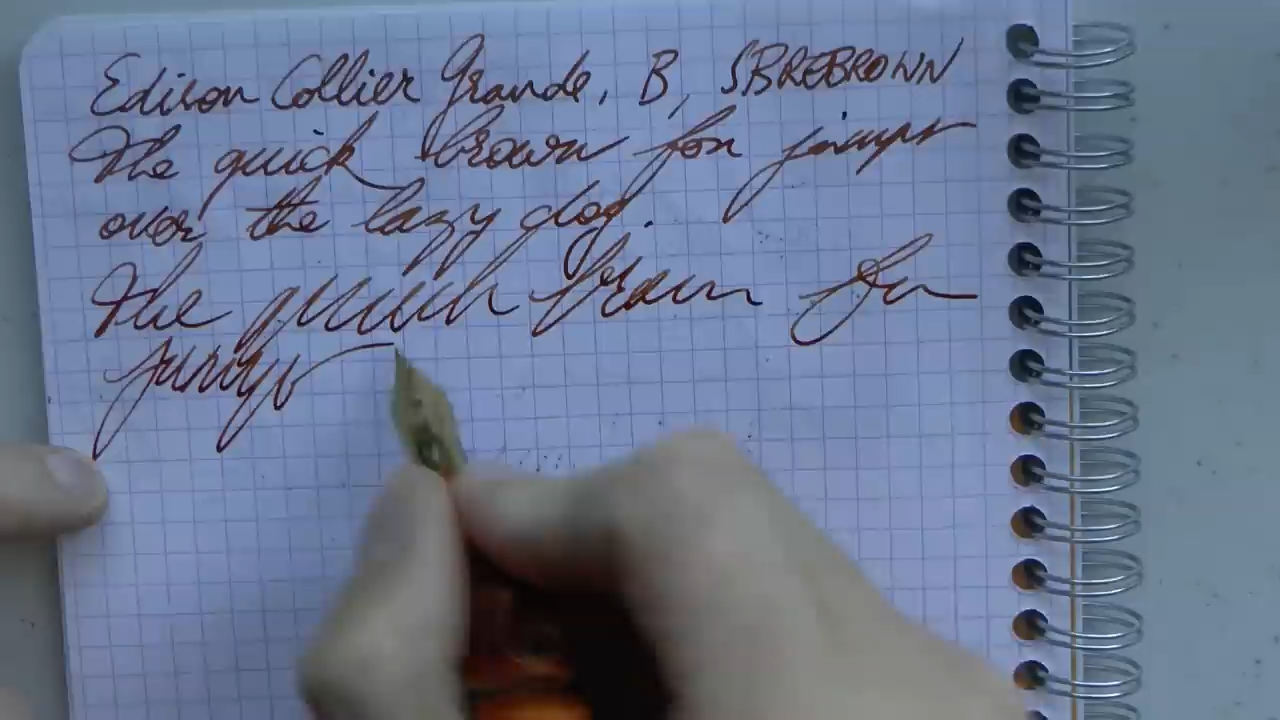 Edison Collier Grande, B, SBREBROWN
The quick brown fox jumps
over the lazy dog.
The quick brown fox
jumps